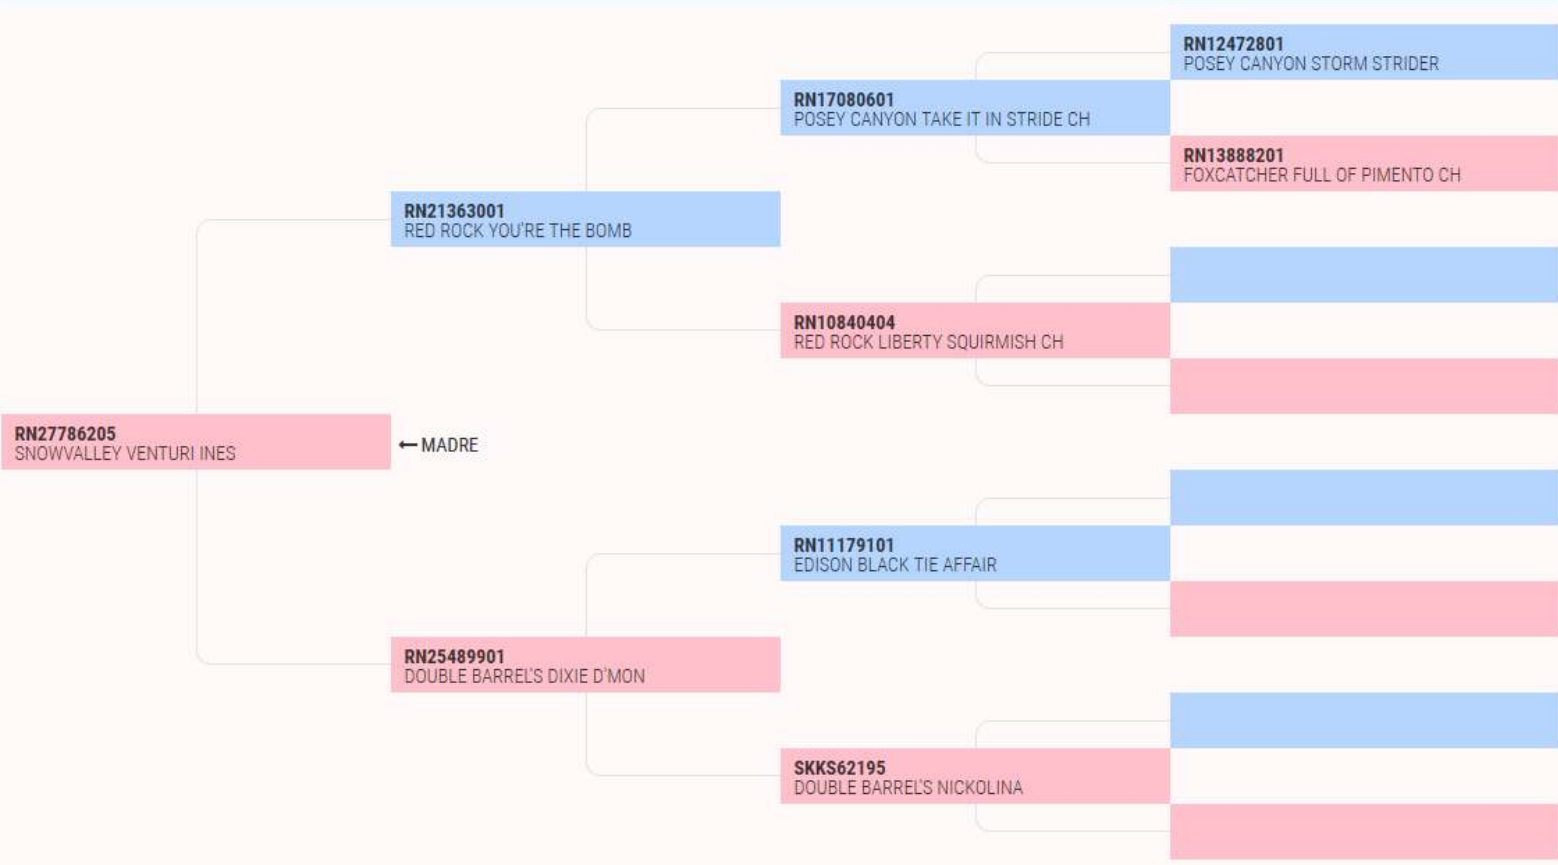 RN12472801
POSEY CANYON STORM STRIDER
RN17080601
POSEY CANYON TAKE IT IN STRIDE CH
RN13888201
FOXCATCHER FULL OF PIMENTO CH
RN21363001
RED ROCK YOU'RE THE BOMB
RN10840404
RED ROCK LIBERTY SQUIRMISH CH
RN27786205
SNOWVALLEY VENTURI INES
← MADRE
RN11179101
EDISON BLACK TIE AFFAIR
RN25489901
DOUBLE BARREL'S DIXIE D'MON
SKKS62195
DOUBLE BARREL'S NICKOLINA